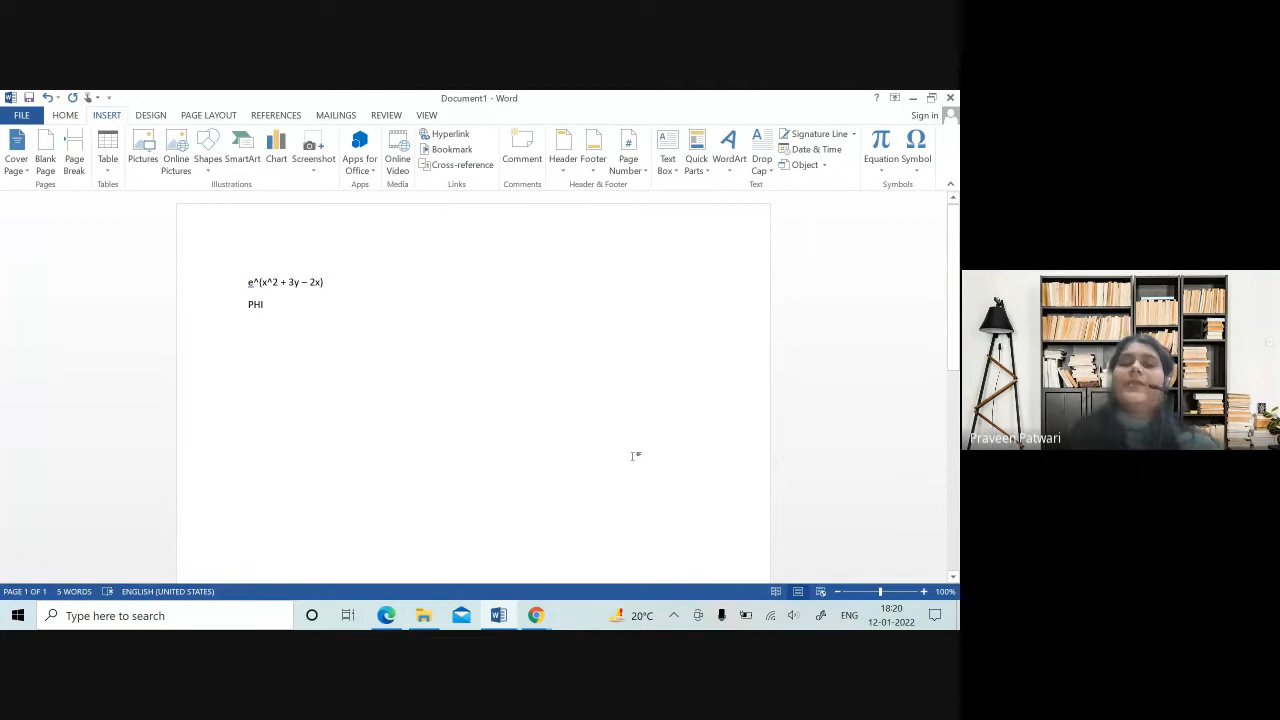 Document1 - Word
?
FILE HOME INSERT DESIGN PAGE LAYOUT REFERENCES MAILINGS REVIEW VIEW
Sign in
Cover Page
Blank Page
Page Break
Pages
Table
Tables
Pictures
Online Pictures
Shapes
SmartArt
Chart
Screenshot
Illustrations
Apps for Office
Apps
Online Video
Media
Hyperlink
Bookmark
Cross-reference
Links
Comment
Comments
Header
Footer
Page Number
Header & Footer
Text Box
Quick Parts
WordArt
Drop Cap
Signature Line
Date & Time
Object
Text
Equation
Symbol
Symbols
e^(x^2 + 3y – 2x)
PHI
Praveen Patwari
PAGE 1 OF 1 5 WORDS ENGLISH (UNITED STATES) 100%
Type here to search
20°C
ENG
18:20
12-01-2022